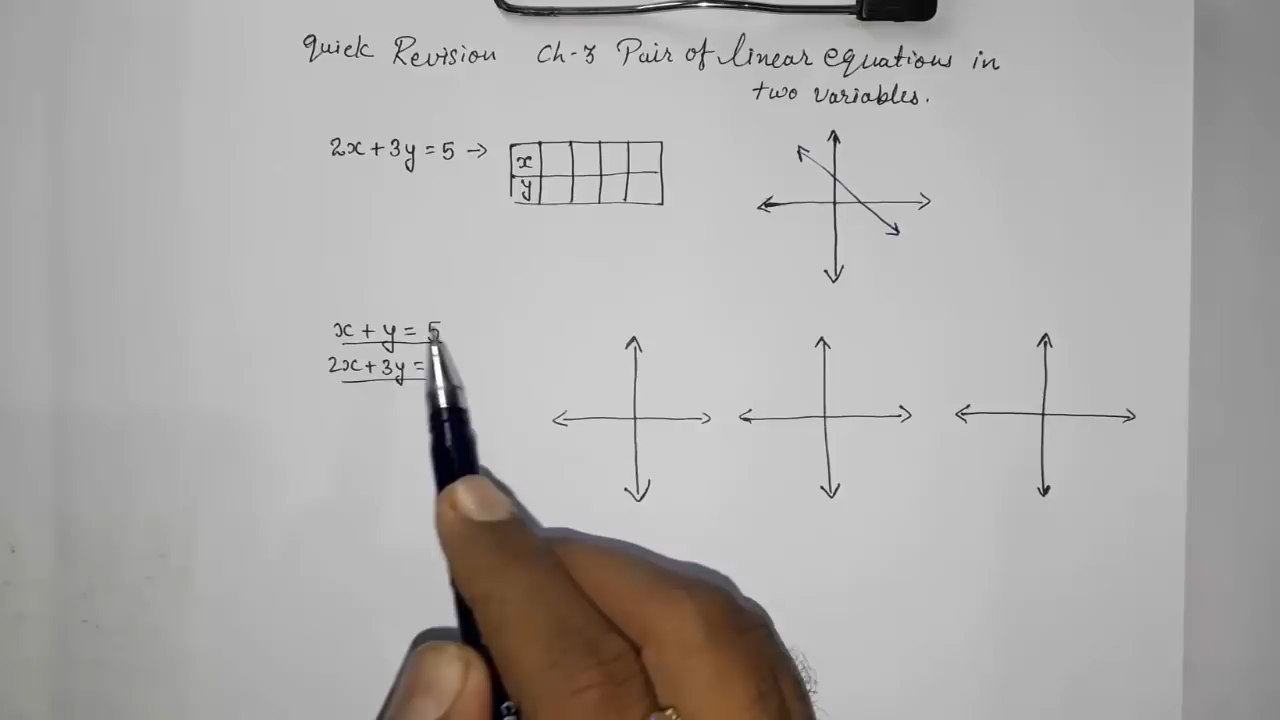 quick Revision Ch-3 Pair of linear equations in
two variables.
2x+3y = 5 →
x
y
x + y = 5
2x+3y =